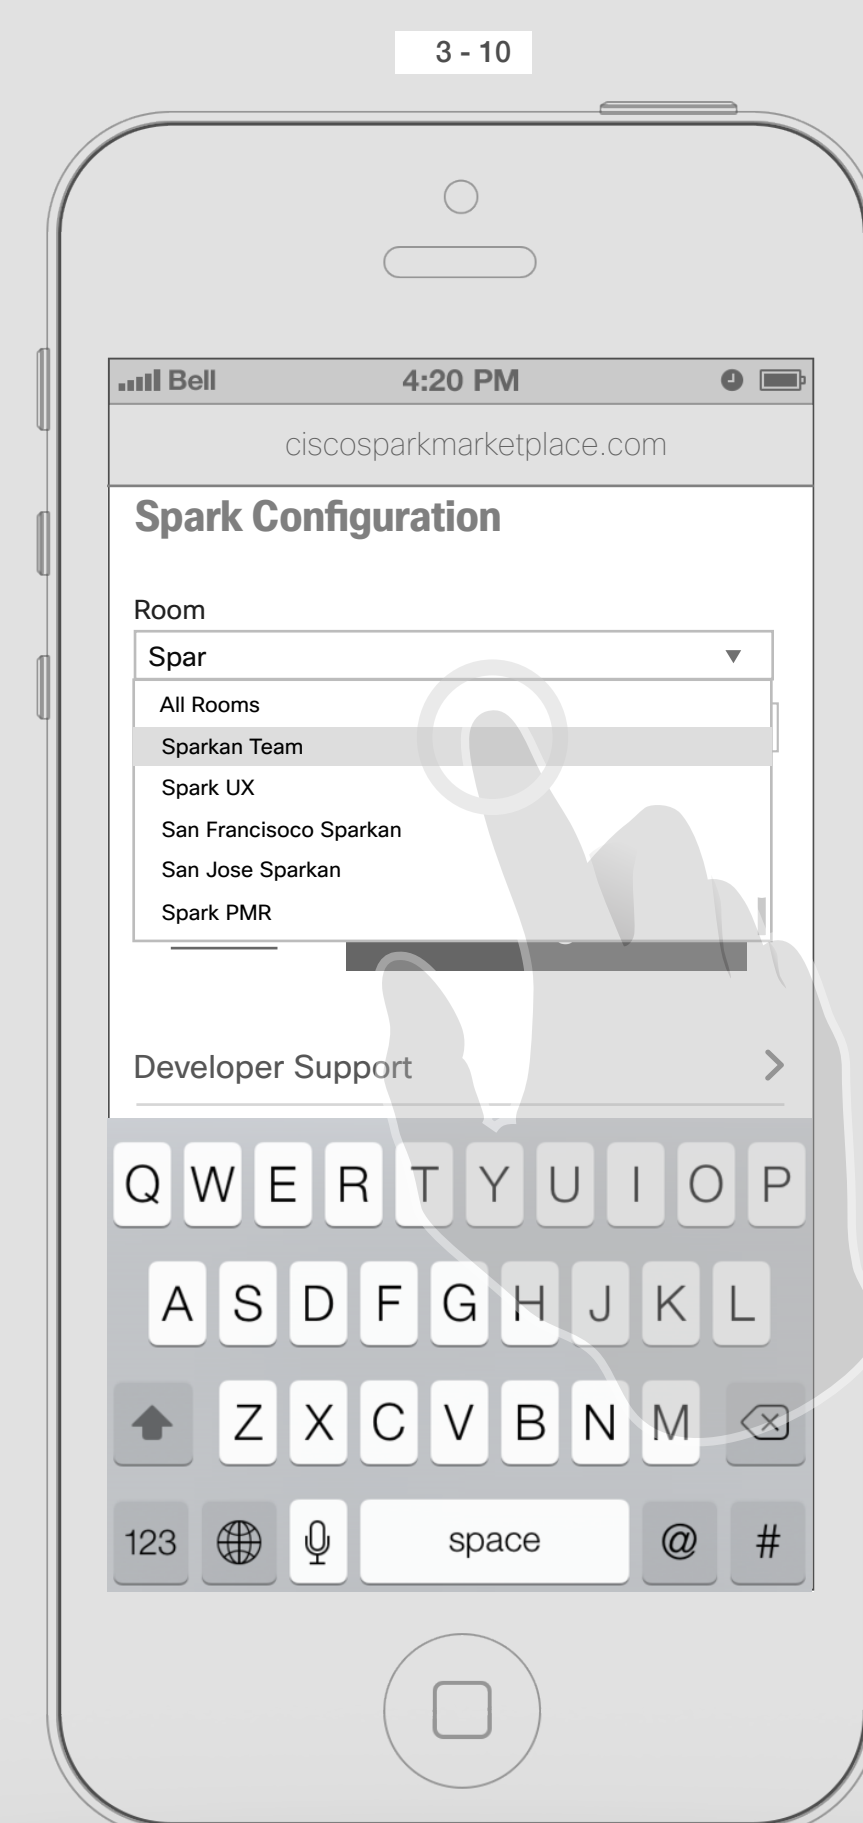 3 - 10
Bell 4:20 PM
ciscosparkmarketplace.com
Spark Configuration
Room
Spar
All Rooms
Sparkan Team
Spark UX
San Francisoco Sparkan
San Jose Sparkan
Spark PMR
Developer Support
Q W E R T Y U I O P
A S D F G H J K L
Z X C V B N M
123 space @ #